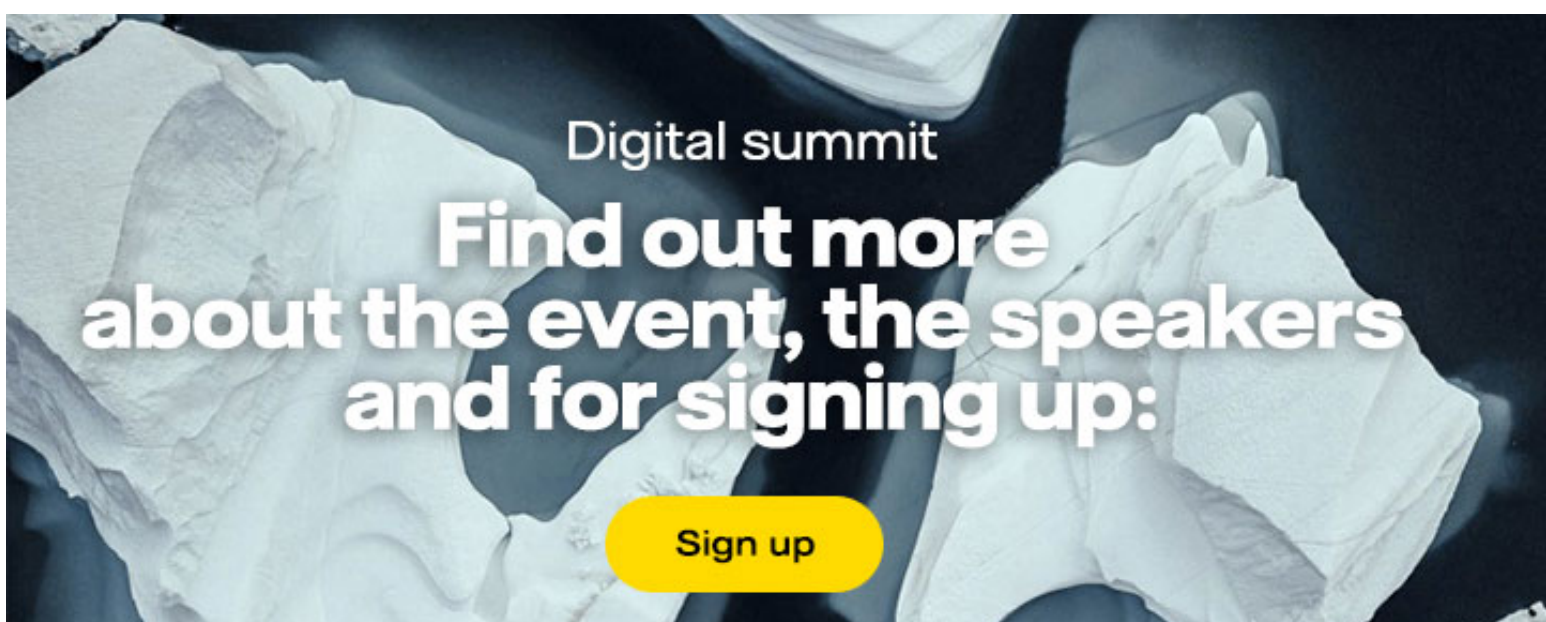 Digital summit
Find out more
about the event, the speakers
and for signing up:
Sign up